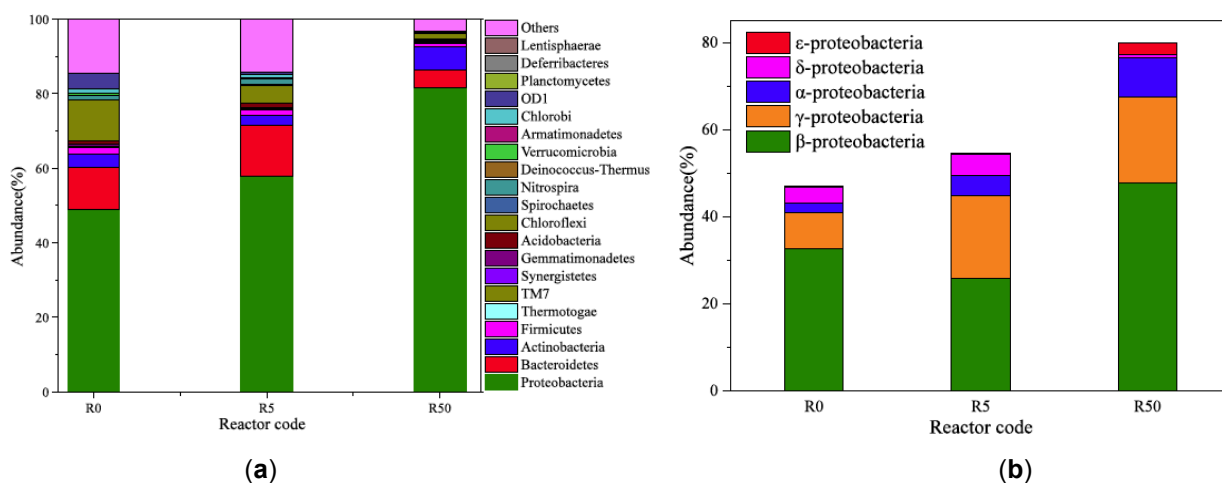 100
80
60
40
20
0
Abundance(%)
R0
R5
R50
Reactor code
Others
Lentisphaerae
Deferribacteres
Planctomycetes
OD1
Chlorobi
Armatimonadetes
Verrucomicrobia
Deinococcus-Thermus
Nitrospira
Spirochaetes
Chloroflexi
Acidobacteria
Gemmatimonadetes
Synergistetes
TM7
Thermotogae
Firmicutes
Actinobacteria
Bacteroidetes
Proteobacteria
(a)
80
60
40
20
0
Abundance(%)
ε-proteobacteria
δ-proteobacteria
α-proteobacteria
γ-proteobacteria
β-proteobacteria
R0
R5
R50
Reactor code
(b)